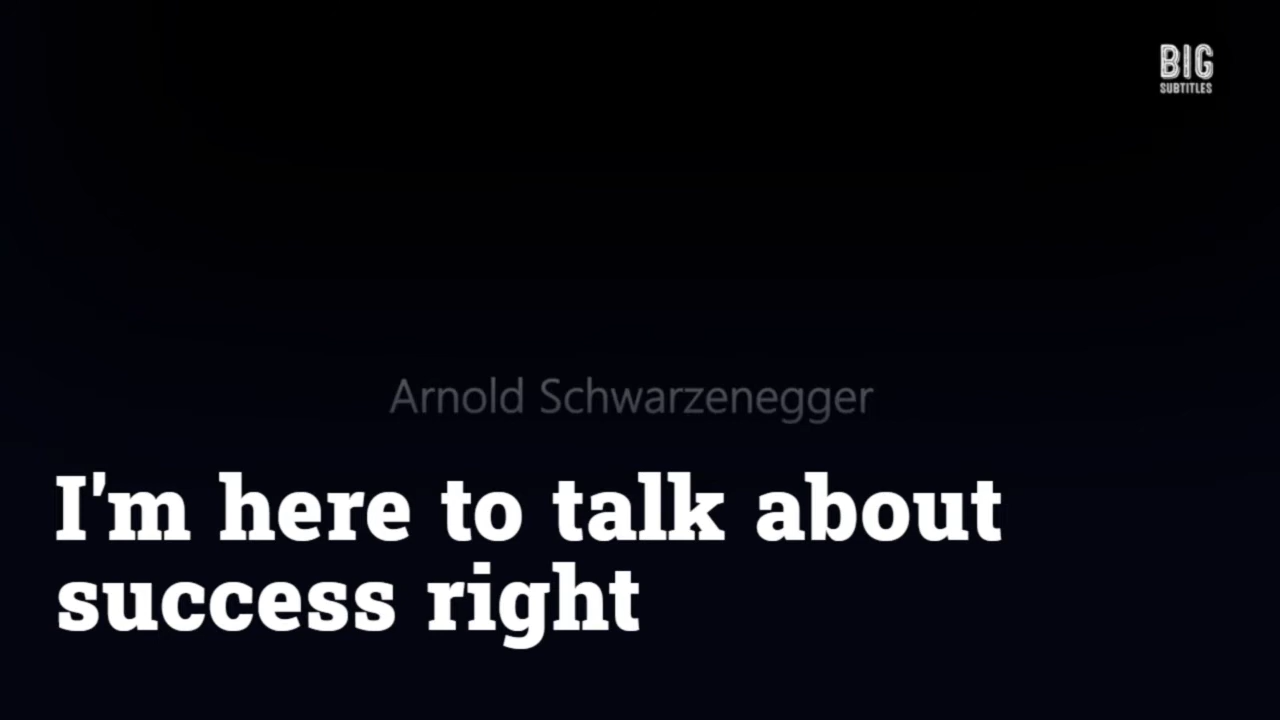 BIG
SUBTITLES
Arnold Schwarzenegger
I'm here to talk about
success right